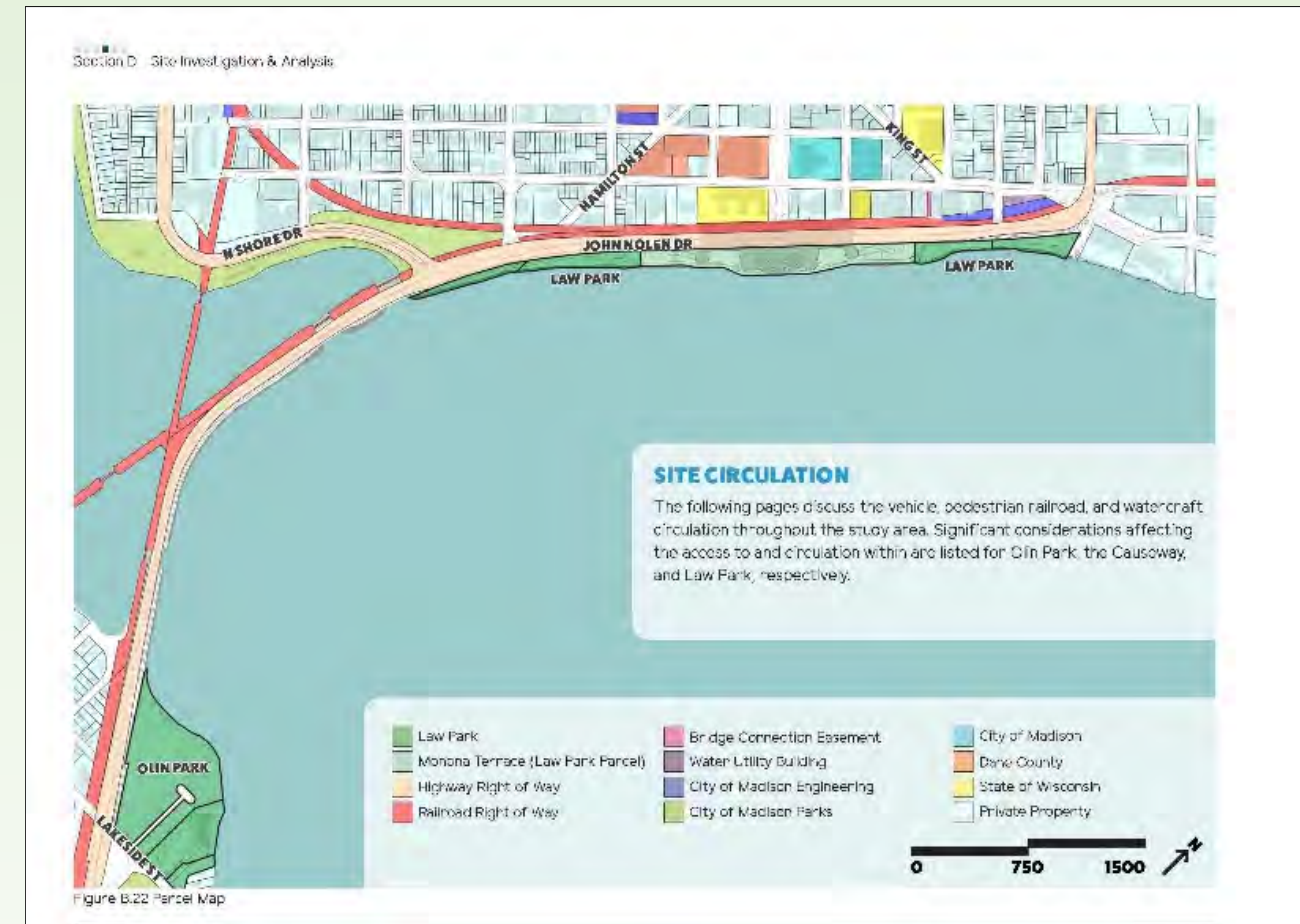 Section D Site Investigation & Analysis
HAMILTON ST
KING ST
N SHORE DR
JOHN NOLEN DR
LAW PARK
LAW PARK
SITE CIRCULATION
The following pages discuss the vehicle, pedestrian railroad, and watercraft
circulation throughout the study area. Significant considerations affecting
the access to and circulation within are listed for Olin Park, the Causeway,
and Law Park, respectively.
OLIN PARK
LAKESIDE ST
Law Park
Monona Terrace (Law Park Parcel)
Highway Right of Way
Railroad Right of Way
Bridge Connection Easement
Water Utility Building
City of Madison Engineering
City of Madison Parks
City of Madison
Dane County
State of Wisconsin
Private Property
0 750 1500
N
Figure B.22 Parcel Map